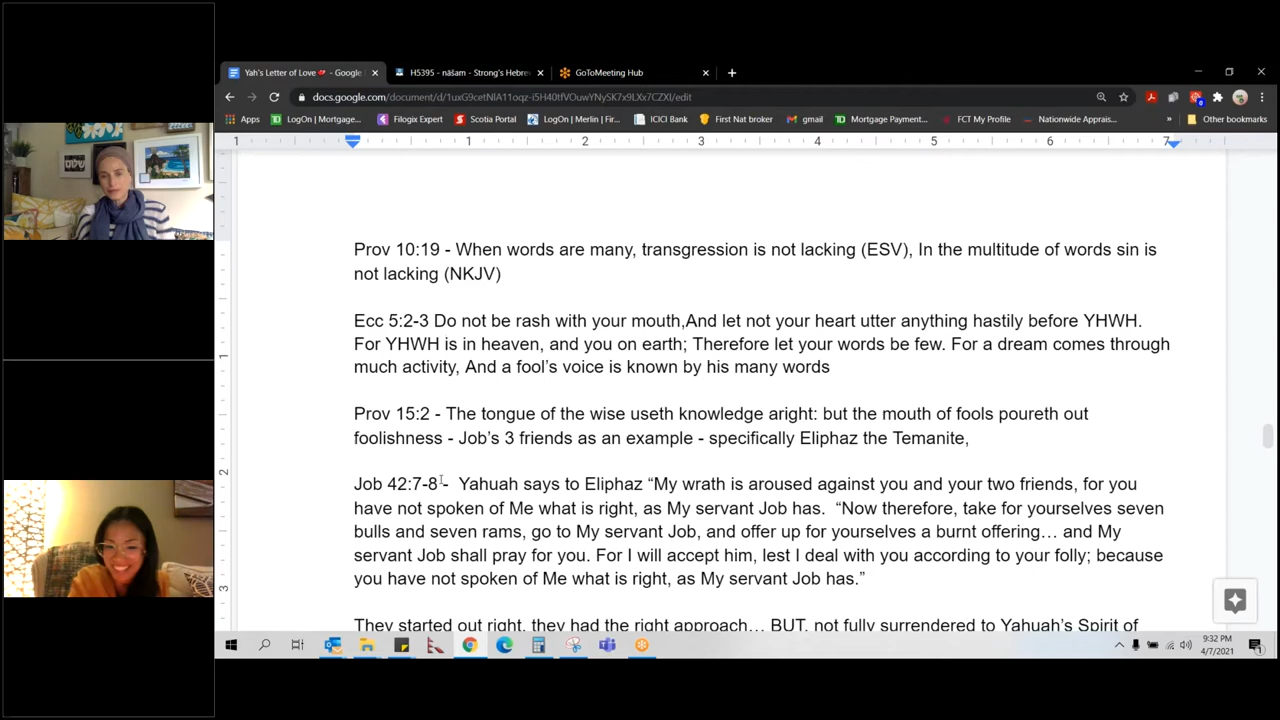 Yah's Letter of Love - Google
H5395 - nāšam - Strong's Hebre
GoToMeeting Hub
docs.google.com/document/d/1uxG9cetNlA11oqz-i5H40tfVOuwYNySK7x9LXx7CZXI/edit
Apps
LogOn | Mortgage...
Filogix Expert
Scotia Portal
LogOn | Merlin | Fir...
ICICI Bank
First Nat broker
gmail
Mortgage Payment...
FCT My Profile
Nationwide Apprais...
»
Other bookmarks
1 1 2 3 4 5 6 7
Prov 10:19 - When words are many, transgression is not lacking (ESV), In the multitude of words sin is
not lacking (NKJV)
Ecc 5:2-3 Do not be rash with your mouth,And let not your heart utter anything hastily before YHWH.
For YHWH is in heaven, and you on earth; Therefore let your words be few. For a dream comes through
much activity, And a fool's voice is known by his many words
Prov 15:2 - The tongue of the wise useth knowledge aright: but the mouth of fools poureth out
foolishness - Job's 3 friends as an example - specifically Eliphaz the Temanite,
Job 42:7-8 - Yahuah says to Eliphaz “My wrath is aroused against you and your two friends, for you
have not spoken of Me what is right, as My servant Job has. “Now therefore, take for yourselves seven
bulls and seven rams, go to My servant Job, and offer up for yourselves a burnt offering… and My
servant Job shall pray for you. For I will accept him, lest I deal with you according to your folly; because
you have not spoken of Me what is right, as My servant Job has.”
They started out right, they had the right approach… BUT, not fully surrendered to Yahuah's Spirit of
1
2
3
9:32 PM
4/7/2021
שלום